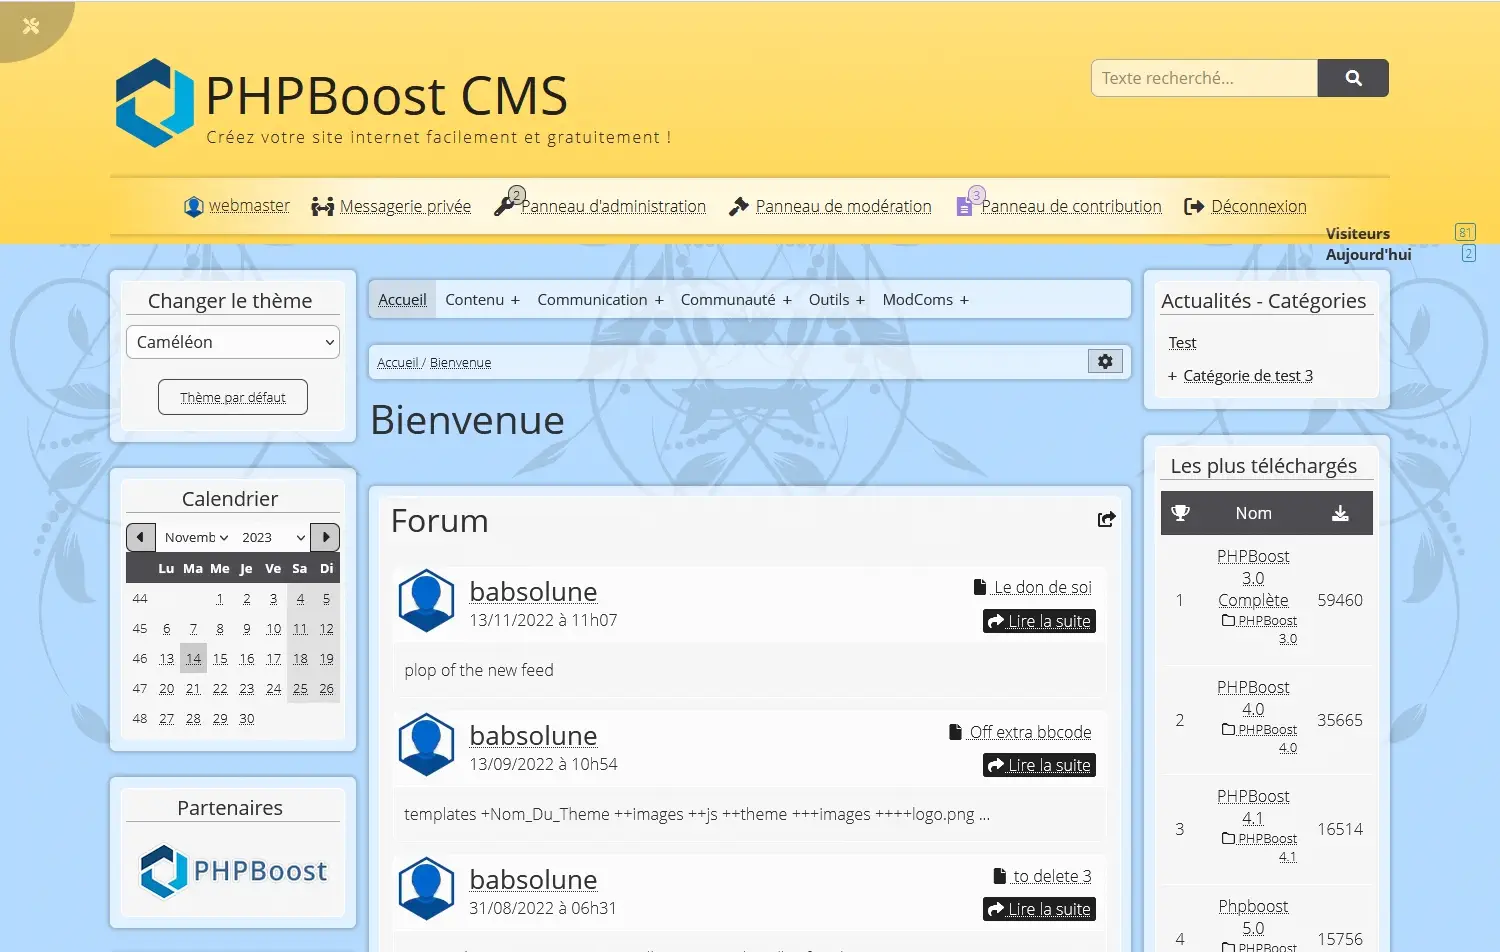 PHPBoost CMS
Créez votre site internet facilement et gratuitement !
Texte recherché...
webmaster
Messagerie privée
2
Panneau d'administration
Panneau de modération
3
Panneau de contribution
Déconnexion
Visiteurs 81
Aujourd'hui 2
Changer le thème
Caméléon
Thème par défaut
Calendrier
Novemb 2023
Lu Ma Me Je Ve Sa Di
44 1 2 3 4 5
45 6 7 8 9 10 11 12
46 13 14 15 16 17 18 19
47 20 21 22 23 24 25 26
48 27 28 29 30
Partenaires
PHPBoost
Accueil Contenu + Communication + Communauté + Outils + ModComs +
Accueil / Bienvenue
Bienvenue
Forum
babsolune
13/11/2022 à 11h07
Le don de soi
Lire la suite
plop of the new feed
babsolune
13/09/2022 à 10h54
Off extra bbcode
Lire la suite
templates +Nom_Du_Theme ++images ++js ++theme +++images ++++logo.png ...
babsolune
31/08/2022 à 06h31
to delete 3
Lire la suite
Actualités - Catégories
Test
+ Catégorie de test 3
Les plus téléchargés
Nom
1
PHPBoost
3.0
Complète
PHPBoost
3.0
59460
2
PHPBoost
4.0
PHPBoost
4.0
35665
3
PHPBoost
4.1
PHPBoost
4.1
16514
4
Phpboost
5.0
PHPBoost
15756